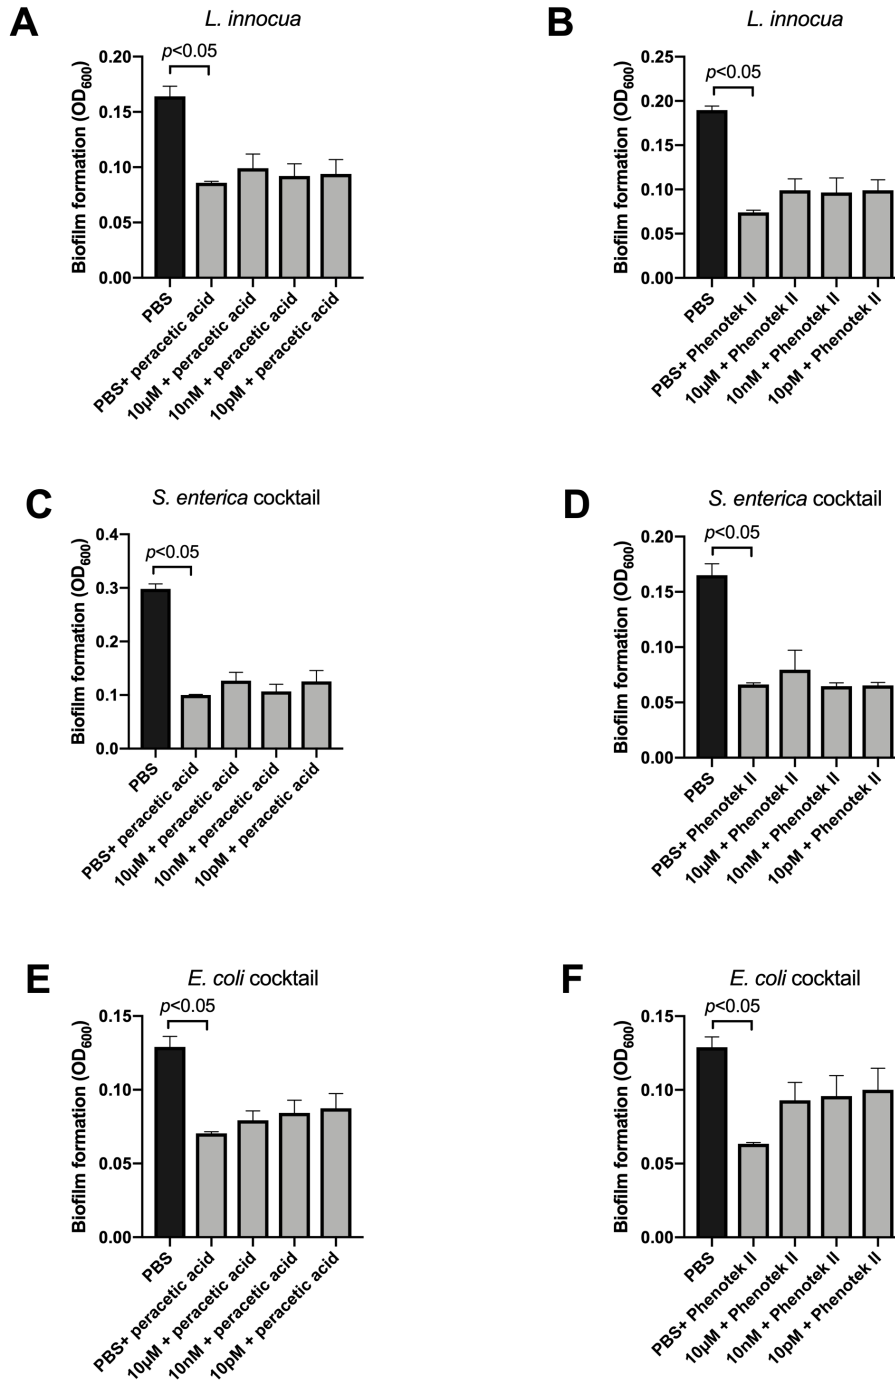 A
L. innocua
p<0.05
Biofilm formation (OD600)
0.20
0.15
0.10
0.05
0.00
PBS
PBS+ peracetic acid
10µM + peracetic acid
10nM + peracetic acid
10pM + peracetic acid
B
L. innocua
p<0.05
Biofilm formation (OD600)
0.25
0.20
0.15
0.10
0.05
0.00
PBS
PBS+ Phenotek II
10µM + Phenotek II
10nM + Phenotek II
10pM + Phenotek II
C
S. enterica cocktail
p<0.05
Biofilm formation (OD600)
0.4
0.3
0.2
0.1
0.0
PBS
PBS+ peracetic acid
10µM + peracetic acid
10nM + peracetic acid
10pM + peracetic acid
D
S. enterica cocktail
p<0.05
Biofilm formation (OD600)
0.20
0.15
0.10
0.05
0.00
PBS
PBS+ Phenotek II
10µM + Phenotek II
10nM + Phenotek II
10pM + Phenotek II
E
E. coli cocktail
p<0.05
Biofilm formation (OD600)
0.15
0.10
0.05
0.00
PBS
PBS+ peracetic acid
10µM + peracetic acid
10nM + peracetic acid
10pM + peracetic acid
F
E. coli cocktail
p<0.05
Biofilm formation (OD600)
0.15
0.10
0.05
0.00
PBS
PBS+ Phenotek II
10µM + Phenotek II
10nM + Phenotek II
10pM + Phenotek II